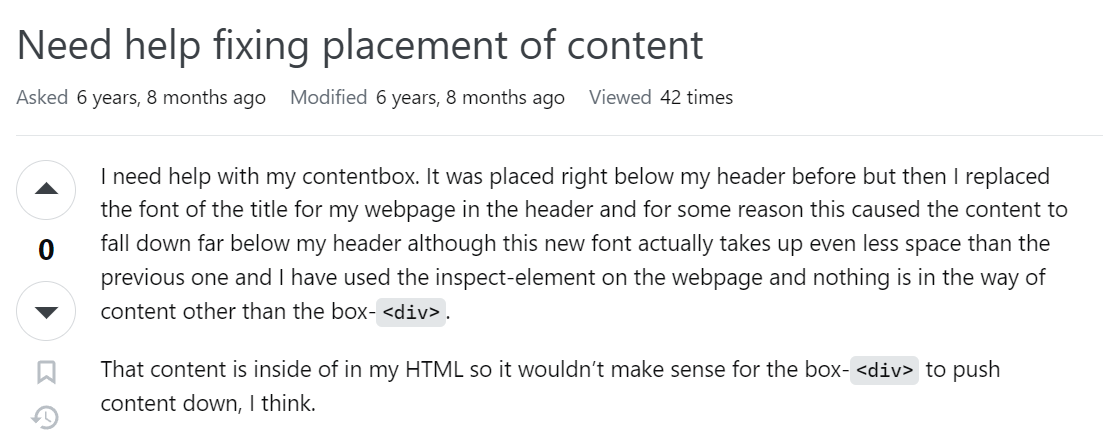 Need help fixing placement of content
Asked 6 years, 8 months ago Modified 6 years, 8 months ago Viewed 42 times
I need help with my contentbox. It was placed right below my header before but then I replaced
the font of the title for my webpage in the header and for some reason this caused the content to
fall down far below my header although this new font actually takes up even less space than the
previous one and I have used the inspect-element on the webpage and nothing is in the way of
content other than the box-<div>.
0
That content is inside of in my HTML so it wouldn’t make sense for the box-<div> to push
content down, I think.